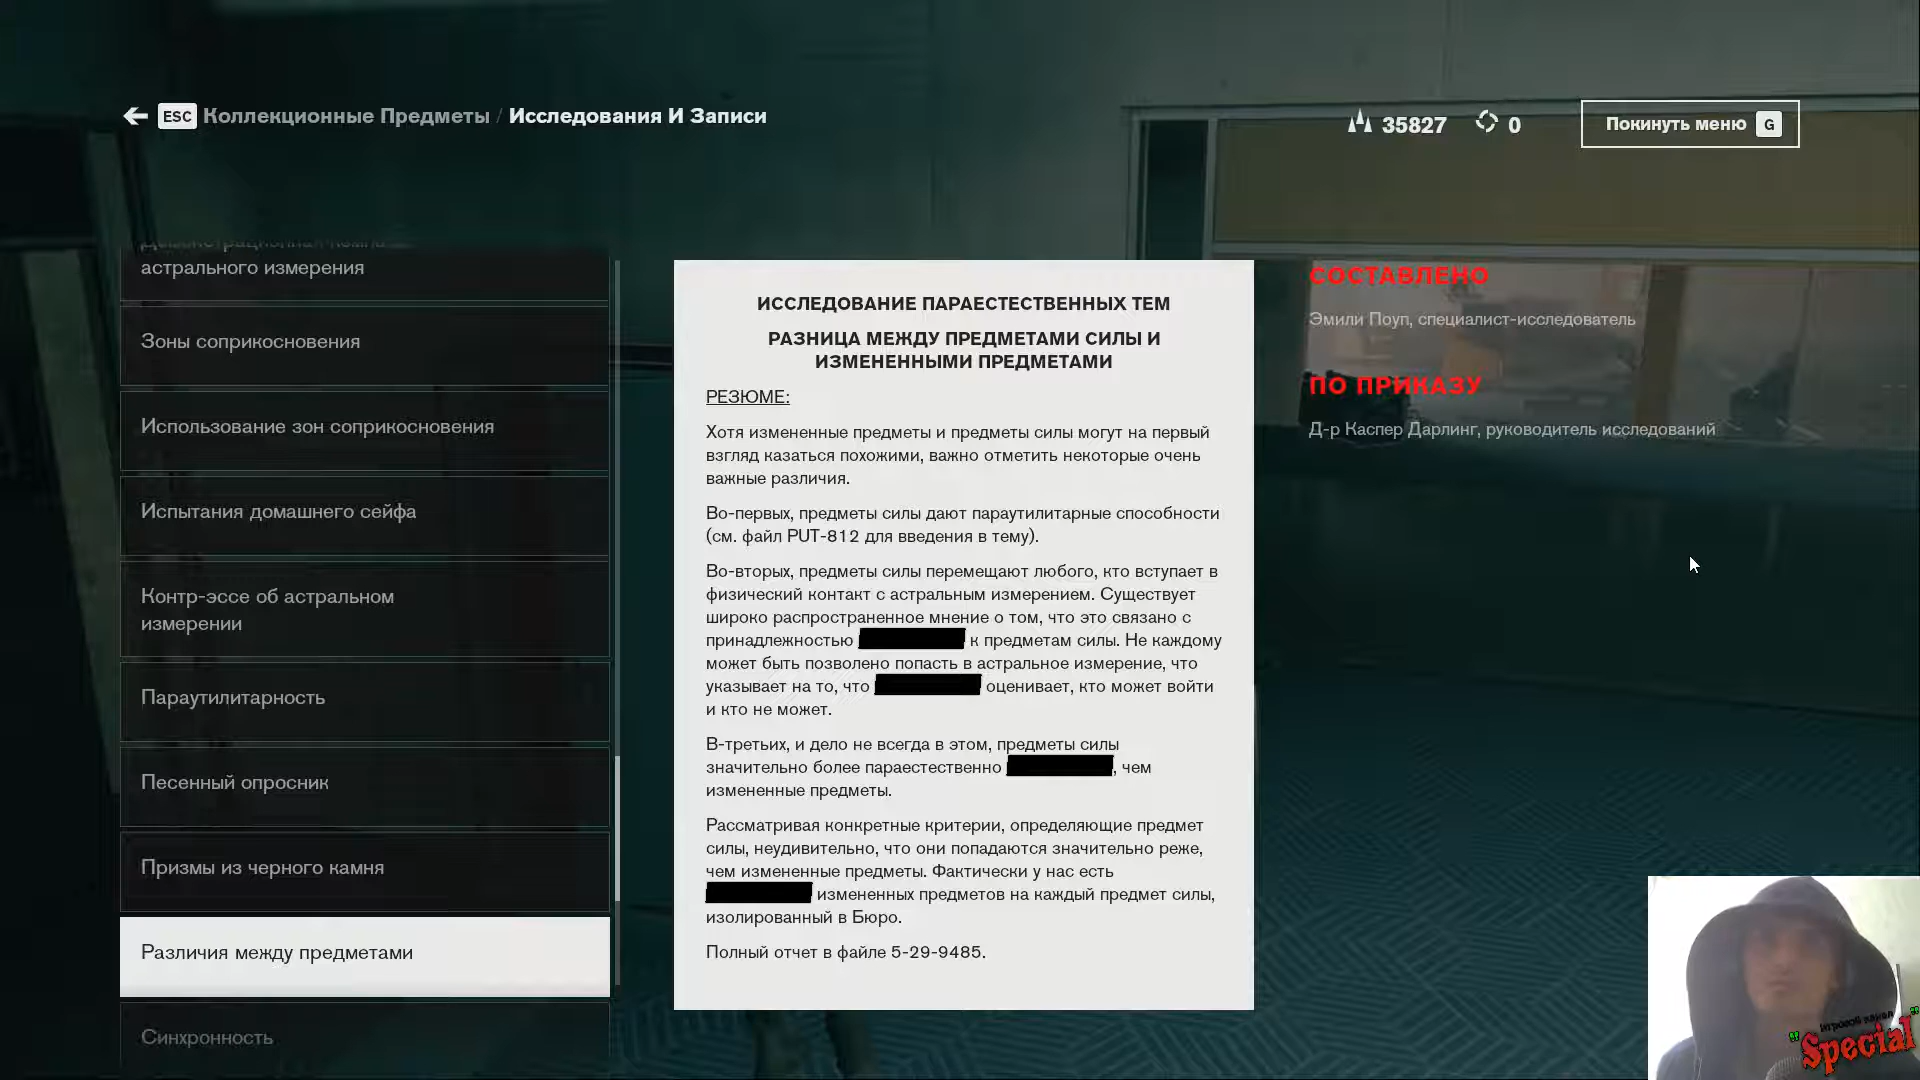 ESC Коллекционные Предметы / Исследования И Записи
35827
0
Покинуть меню G
астрального измерения
Зоны соприкосновения
Использование зон соприкосновения
Испытания домашнего сейфа
Контр-эссе об астральном
измерении
Параутилитарность
Песенный опросник
Призмы из черного камня
Различия между предметами
Синхронность
ИССЛЕДОВАНИЕ ПАРАЕСТЕСТВЕННЫХ ТЕМ
РАЗНИЦА МЕЖДУ ПРЕДМЕТАМИ СИЛЫ И
ИЗМЕНЕННЫМИ ПРЕДМЕТАМИ
РЕЗЮМЕ:
Хотя измененные предметы и предметы силы могут на первый
взгляд казаться похожими, важно отметить некоторые очень
важные различия.
Во-первых, предметы силы дают параутилитарные способности
(см. файл PUT-812 для введения в тему).
Во-вторых, предметы силы перемещают любого, кто вступает в
физический контакт с астральным измерением. Существует
широко распространенное мнение о том, что это связано с
принадлежностью к предметам силы. Не каждому
может быть позволено попасть в астральное измерение, что
указывает на то, что оценивает, кто может войти
и кто не может.
В-третьих, и дело не всегда в этом, предметы силы
значительно более параестественно , чем
измененные предметы.
Рассматривая конкретные критерии, определяющие предмет
силы, неудивительно, что они попадаются значительно реже,
чем измененные предметы. Фактически у нас есть
измененных предметов на каждый предмет силы,
изолированный в Бюро.
Полный отчет в файле 5-29-9485.
СОСТАВЛЕНО
Эмили Поуп, специалист-исследователь
ПО ПРИКАЗУ
Д-р Каспер Дарлинг, руководитель исследований
Игровой канал
"Special"